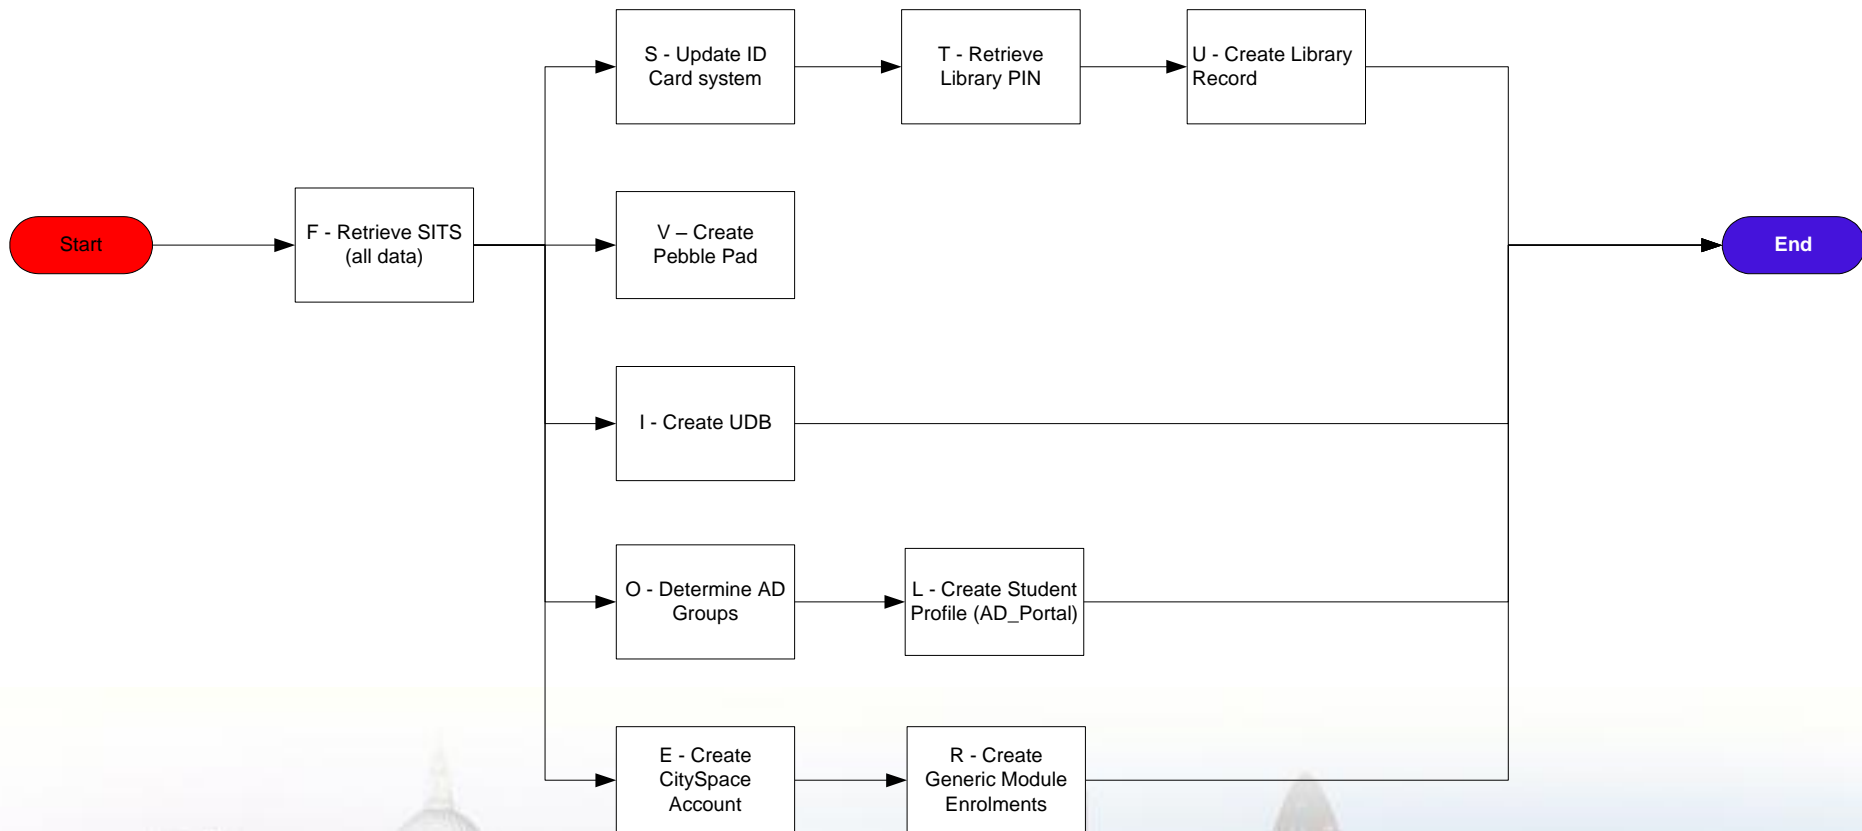 S - Update ID
Card system
T - Retrieve
Library PIN
U - Create Library
Record
Start
F - Retrieve SITS
(all data)
V – Create
Pebble Pad
End
I - Create UDB
O - Determine AD
Groups
L - Create Student
Profile (AD_Portal)
E - Create
CitySpace
Account
R - Create
Generic Module
Enrolments